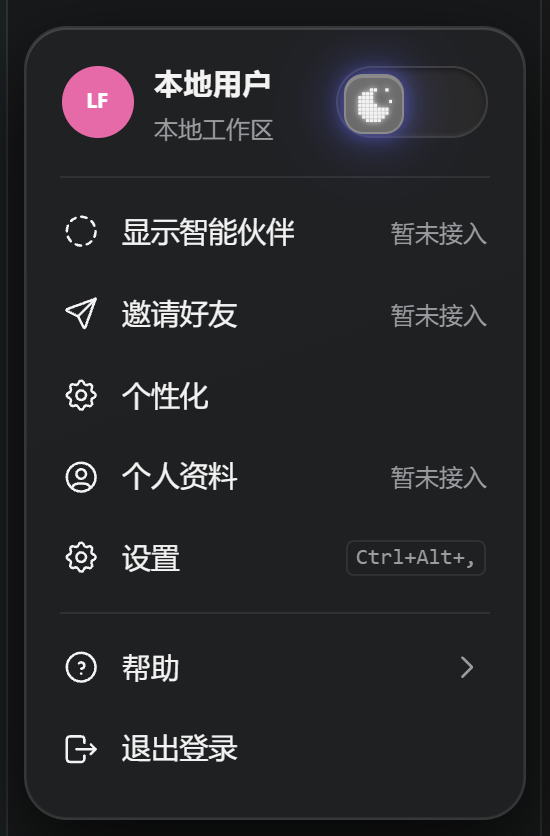 LF
本地用户
本地工作区
显示智能伙伴 暂未接入
邀请好友 暂未接入
个性化
个人资料 暂未接入
设置 Ctrl+Alt+,
帮助
退出登录